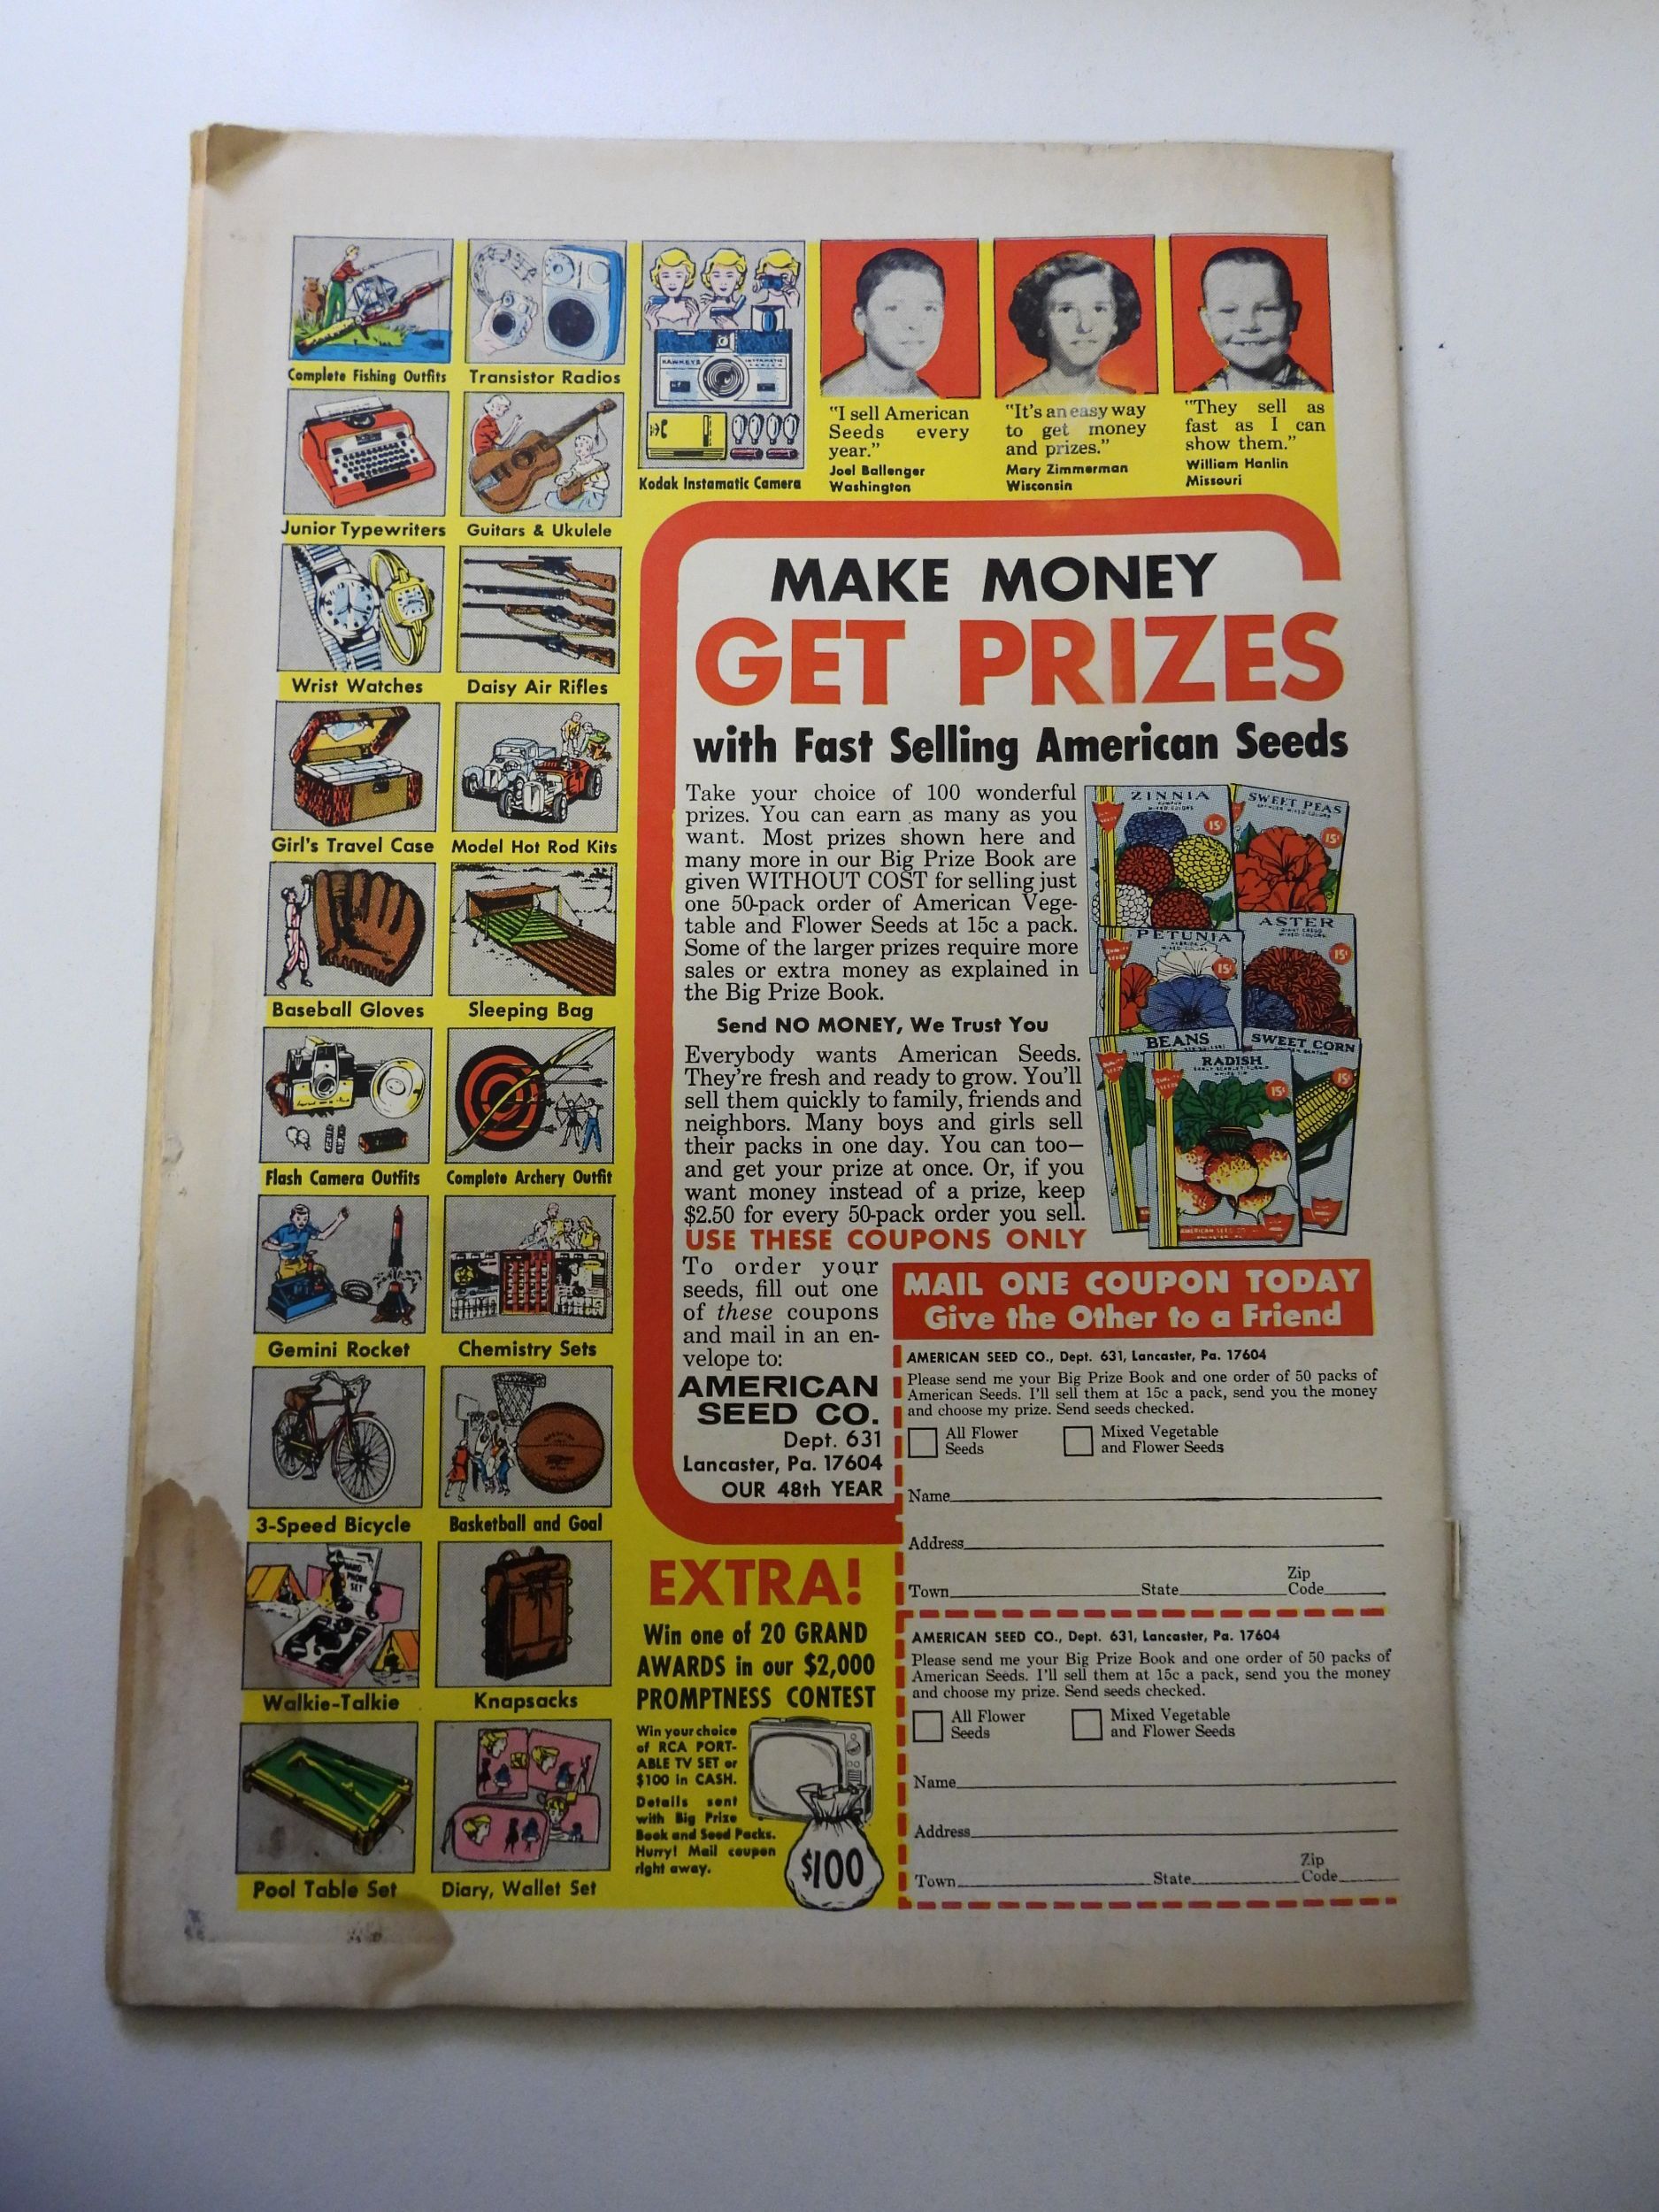 Complete Fishing Outfits
Transistor Radios
HAWKEYE INSTAMATIC
Kodak Instamatic Camera
Junior Typewriters
Guitars & Ukulele
Wrist Watches
Daisy Air Rifles
Girl's Travel Case
Model Hot Rod Kits
Baseball Gloves
Sleeping Bag
Flash Camera Outfits
Complete Archery Outfit
Gemini Rocket
Chemistry Sets
3-Speed Bicycle
Basketball and Goal
PHONE
SET
Walkie-Talkie
Knapsacks
Pool Table Set
Diary, Wallet Set
"I sell American
Seeds every
year."
Joel Ballenger
Washington
"It's an easy way
to get money
and prizes."
Mary Zimmerman
Wisconsin
"They sell as
fast as I can
show them."
William Hanlin
Missouri
MAKE MONEY
GET PRIZES
with Fast Selling American Seeds
Take your choice of 100 wonderful
prizes. You can earn as many as you
want. Most prizes shown here and
many more in our Big Prize Book are
given WITHOUT COST for selling just
one 50-pack order of American Vege-
table and Flower Seeds at 15c a pack.
Some of the larger prizes require more
sales or extra money as explained in
the Big Prize Book.
Send NO MONEY, We Trust You
Everybody wants American Seeds.
They're fresh and ready to grow. You'll
sell them quickly to family, friends and
neighbors. Many boys and girls sell
their packs in one day. You can too—
and get your prize at once. Or, if you
want money instead of a prize, keep
$2.50 for every 50-pack order you sell.
USE THESE COUPONS ONLY
To order your
seeds, fill out one
of these coupons
and mail in an en-
velope to:
AMERICAN
SEED CO.
Dept. 631
Lancaster, Pa. 17604
OUR 48th YEAR
ZINNIA
MIXED COLORS
15¢
SWEET PEAS
15¢
PETUNIA
15¢
ASTER
MIXED COLORS
15¢
BEANS
SWEET CORN
15¢
RADISH
15¢
AMERICAN SEED CO.
MAIL ONE COUPON TODAY
Give the Other to a Friend
AMERICAN SEED CO., Dept. 631, Lancaster, Pa. 17604
Please send me your Big Prize Book and one order of 50 packs of
American Seeds. I'll sell them at 15c a pack, send you the money
and choose my prize. Send seeds checked.
All Flower Seeds
Mixed Vegetable and Flower Seeds
Name
Address
Town State Zip Code
AMERICAN SEED CO., Dept. 631, Lancaster, Pa. 17604
Please send me your Big Prize Book and one order of 50 packs of
American Seeds. I'll sell them at 15c a pack, send you the money
and choose my prize. Send seeds checked.
All Flower Seeds
Mixed Vegetable and Flower Seeds
Name
Address
Town State Zip Code
EXTRA!
Win one of 20 GRAND
AWARDS in our $2,000
PROMPTNESS CONTEST
Win your choice
of RCA PORT-
ABLE TV SET or
$100 in CASH.
Details sent
with Big Prize
Book and Seed Packs.
Hurry! Mail coupon
right away.
$100